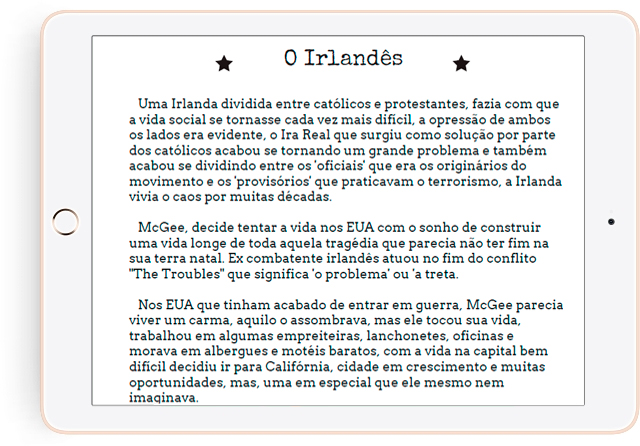 O Irlandês
Uma Irlanda dividida entre católicos e protestantes, fazia com que
a vida social se tornasse cada vez mais difícil, a opressão de ambos
os lados era evidente, o Ira Real que surgiu como solução por parte
dos católicos acabou se tornando um grande problema e também
acabou se dividindo entre os 'oficiais' que era os originários do
movimento e os 'provisórios' que praticavam o terrorismo, a Irlanda
vivia o caos por muitas décadas.
McGee, decide tentar a vida nos EUA com o sonho de construir
uma vida longe de toda aquela tragédia que parecia não ter fim na
sua terra natal. Ex combatente irlandês atuou no fim do conflito
"The Troubles" que significa 'o problema' ou 'a treta.
Nos EUA que tinham acabado de entrar em guerra, McGee parecia
viver um carma, aquilo o assombrava, mas ele tocou sua vida,
trabalhou em algumas empreiteiras, lanchonetes, oficinas e
morava em albergues e motéis baratos, com a vida na capital bem
difícil decidiu ir para Califórnia, cidade em crescimento e muitas
oportunidades, mas, uma em especial que ele mesmo nem
imaginava.